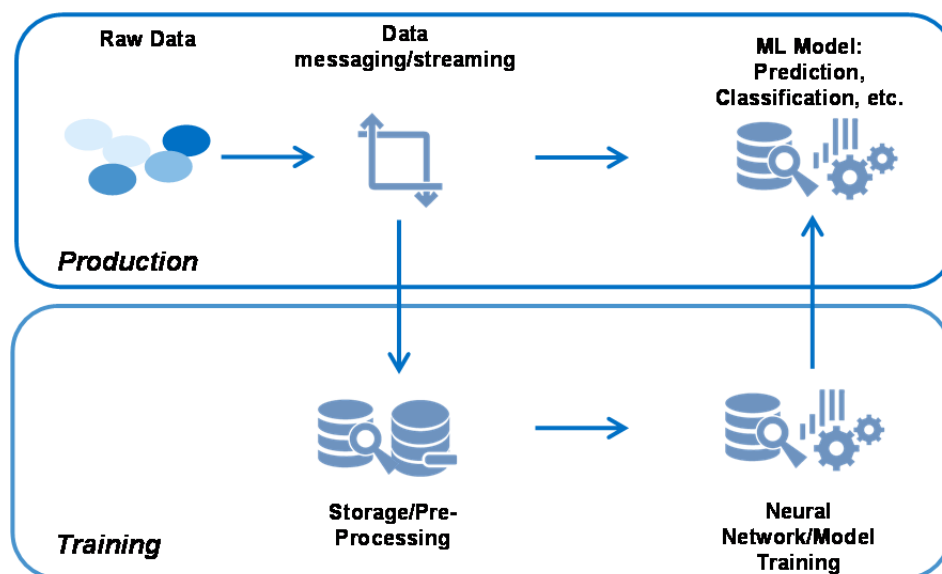 Raw Data
Data
messaging/streaming
ML Model:
Prediction,
Classification, etc.
Production
Storage/Pre-
Processing
Neural
Network/Model
Training
Training